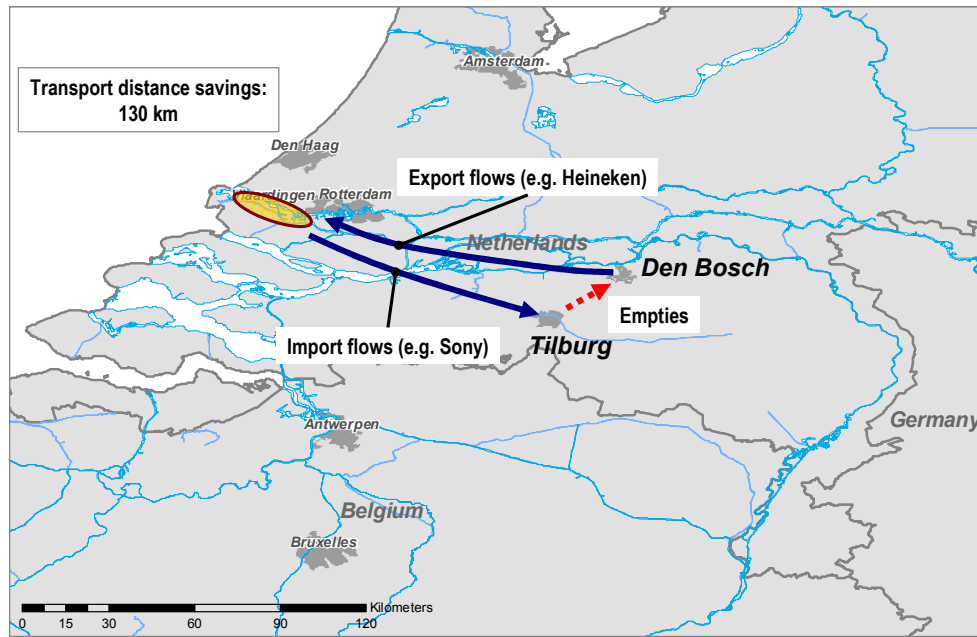 Amsterdam
Transport distance savings:
130 km
Den Haag
Export flows (e.g. Heineken)
Vlaardingen
Rotterdam
Netherlands
Den Bosch
Empties
Import flows (e.g. Sony)
Tilburg
Antwerpen
Germany
Belgium
Bruxelles
Kilometers
0 15 30 60 90 120